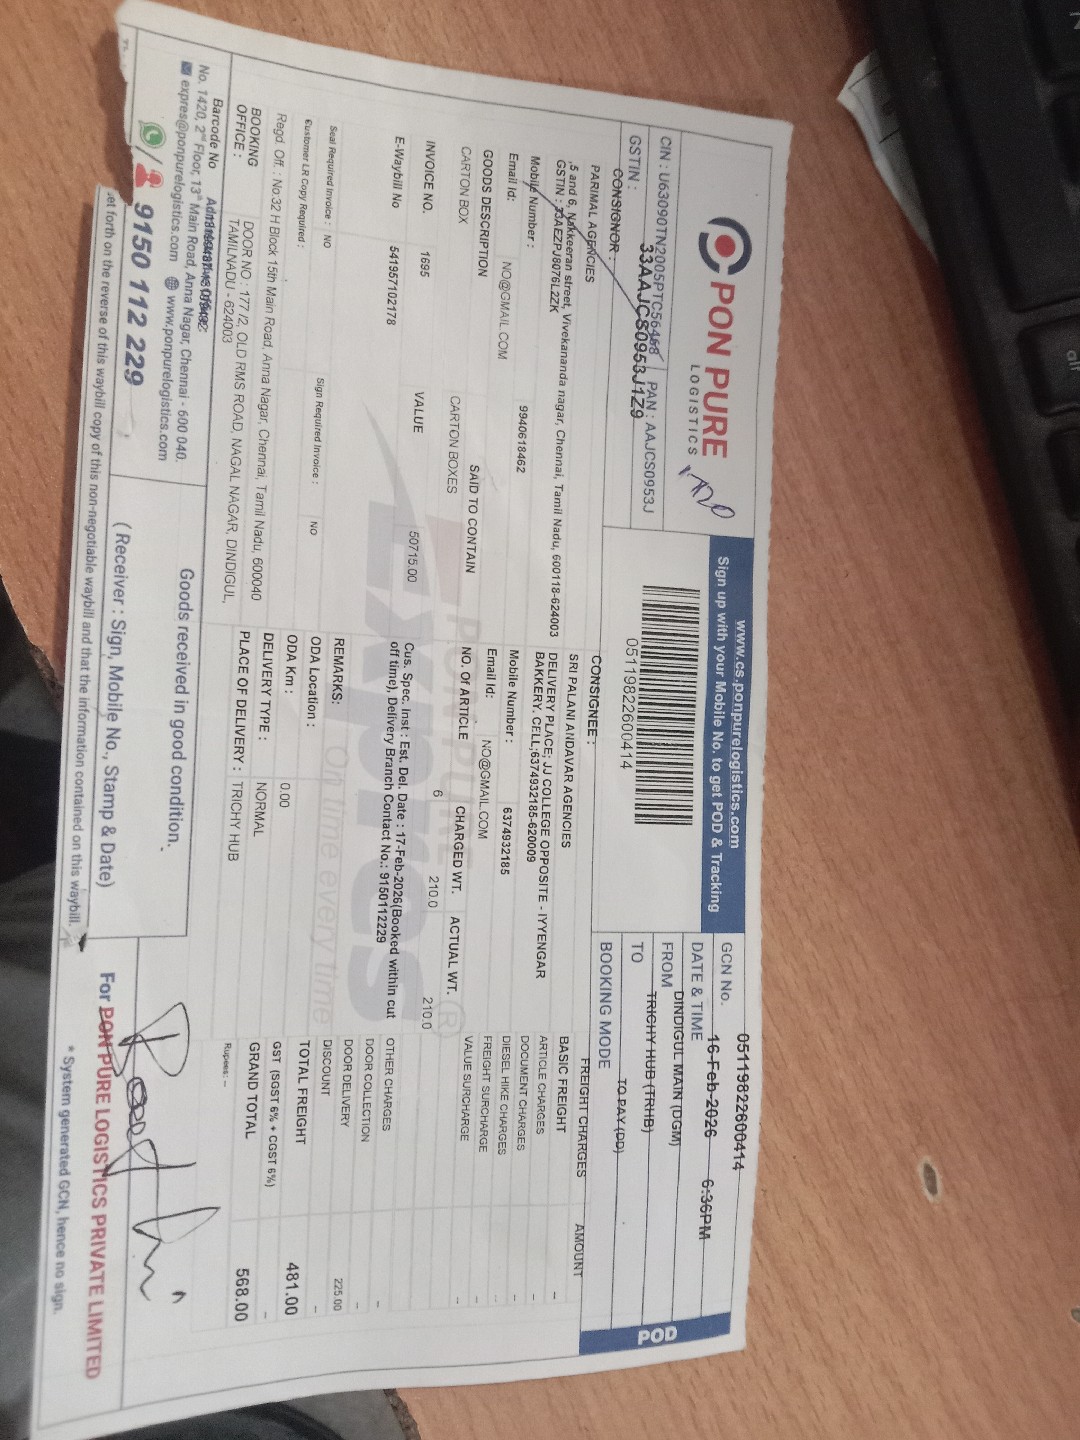 PON PURE
LOGISTICS
1720
CIN : U63090TN2005PTC56468 PAN : AAJCS0953J
GSTIN : 33AAJCS0953J1Z9
www.cs.ponpurelogistics.com
Sign up with your Mobile No. to get POD & Tracking
05119822600414
GCN No. 05119822600414
DATE & TIME 16-Feb-2026 6:36PM
FROM DINDIGUL MAIN (DGM)
TO TRICHY HUB (TRHB)
BOOKING MODE TO PAY (DD)
POD
CONSIGNOR :
PARIMAL AGENCIES
,5 and 6, Nakkeeran street, Vivekananda nagar, Chennai, Tamil Nadu, 600118-624003
GSTIN : 33AEZPJ8076L2ZK
Mobile Number : 9940618462
Email Id: NO@GMAIL.COM
CONSIGNEE :
SRI PALANI ANDAVAR AGENCIES
DELIVERY PLACE; JJ COLLEGE OPPOSITE - IYYENGAR
BAKKERY. CELL;6374932185-620009
Mobile Number : 6374932185
Email Id: NO@GMAIL.COM
GOODS DESCRIPTION SAID TO CONTAIN NO. Of ARTICLE CHARGED WT. ACTUAL WT.
CARTON BOX CARTON BOXES 6 210.0 210.0
INVOICE NO. 1695 VALUE 50715.00
E-Waybill No 541957102178
Cus. Spec. Inst : Est. Del. Date : 17-Feb-2026(Booked within cut
off time), Delivery Branch Contact No.: 9150112229
PON PURE
Expres
On time every time
Seal Required Invoice : NO
Sign Required Invoice : NO
Customer LR Copy Required :
REMARKS:
ODA Location :
ODA Km : 0.00
DELIVERY TYPE : NORMAL
PLACE OF DELIVERY : TRICHY HUB
Regd. Off. : No:32 H Block 15th Main Road, Anna Nagar, Chennai, Tamil Nadu, 600040
BOOKING OFFICE : DOOR NO : 177 /2, OLD RMS ROAD, NAGAL NAGAR, DINDIGUL,
TAMILNADU - 624003
FREIGHT CHARGES AMOUNT
BASIC FREIGHT --
ARTICLE CHARGES --
DOCUMENT CHARGES --
DIESEL HIKE CHARGES --
FREIGHT SURCHARGE --
VALUE SURCHARGE --
OTHER CHARGES --
DOOR COLLECTION --
DOOR DELIVERY 225.00
DISCOUNT --
TOTAL FREIGHT 481.00
GST (SGST 6% + CGST 6%) --
GRAND TOTAL 568.00
Rupees: --
Barcode No
No. 1420, 2nd Floor, 13th Main Road, Anna Nagar, Chennai - 600 040.
expres@ponpurelogistics.com www.ponpurelogistics.com
9150 112 229
Goods received in good condition.
(Receiver : Sign, Mobile No., Stamp & Date)
set forth on the reverse of this waybill copy of this non-negotiable waybill and that the information contained on this waybill.
For PON PURE LOGISTICS PRIVATE LIMITED
* System generated GCN, hence no sign.